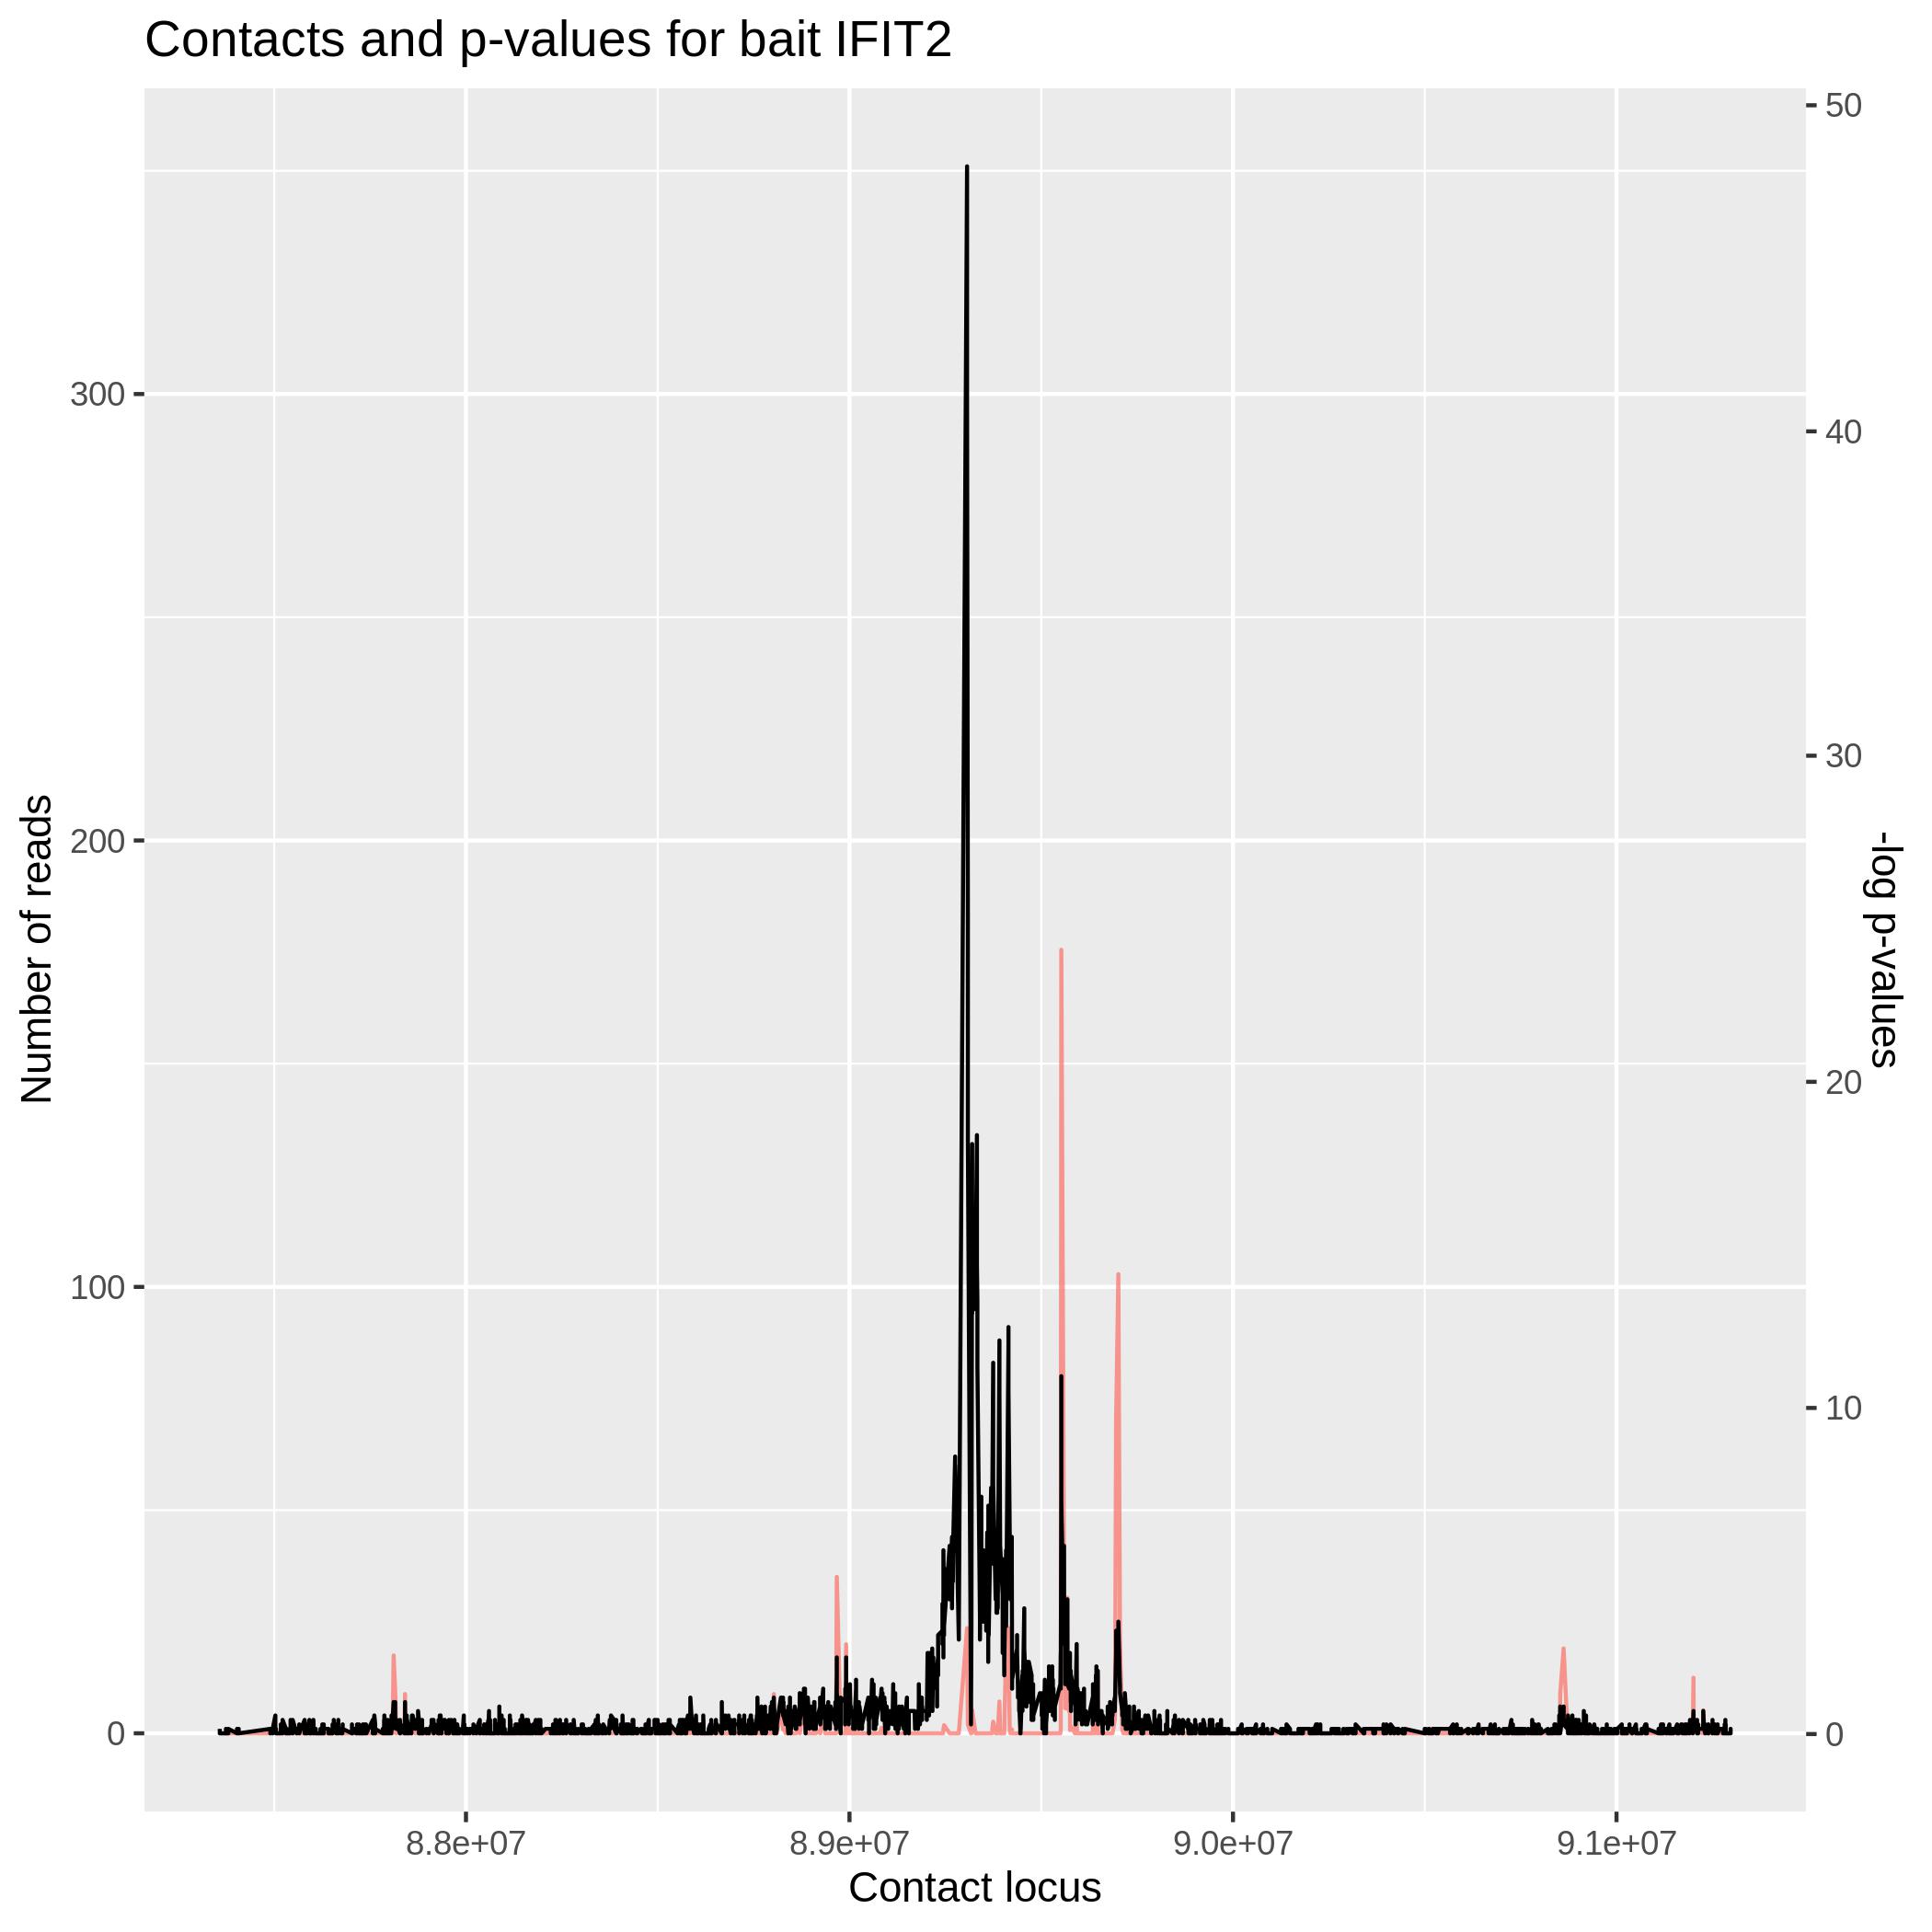 Contacts and p-values for bait IFIT2
Number of reads
300
200
100
0
50
40
30
20
10
0
-log p-values
8.8e+07
8.9e+07
9.0e+07
9.1e+07
Contact locus